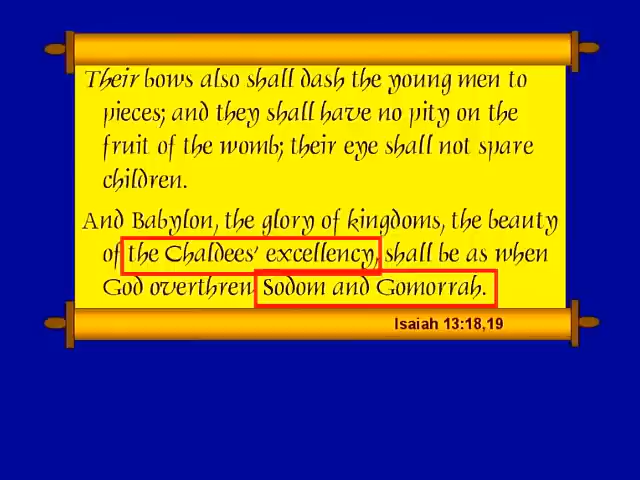 Their bows also shall dash the young men to
pieces; and they shall have no pity on the
fruit of the womb; their eye shall not spare
children.
And Babylon, the glory of kingdoms, the beauty
of the Chaldees' excellency, shall be as when
God overthrew Sodom and Gomorrah.
Isaiah 13:18,19